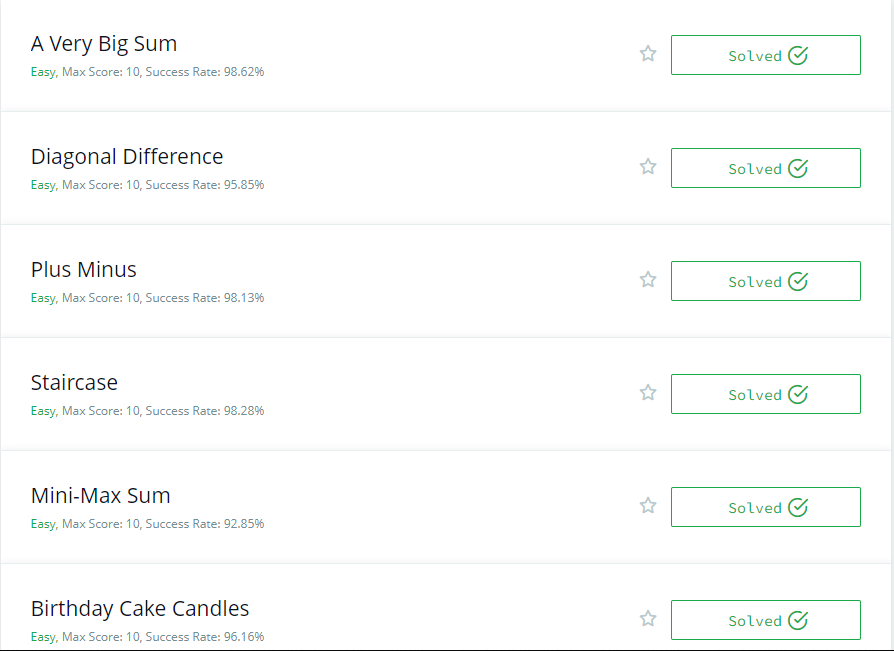 A Very Big Sum
Easy, Max Score: 10, Success Rate: 98.62%
Solved
Diagonal Difference
Easy, Max Score: 10, Success Rate: 95.85%
Solved
Plus Minus
Easy, Max Score: 10, Success Rate: 98.13%
Solved
Staircase
Easy, Max Score: 10, Success Rate: 98.28%
Solved
Mini-Max Sum
Easy, Max Score: 10, Success Rate: 92.85%
Solved
Birthday Cake Candles
Easy, Max Score: 10, Success Rate: 96.16%
Solved